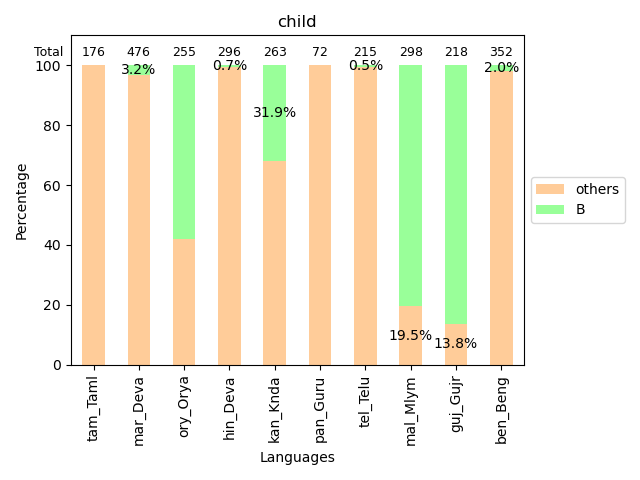 child
Total 176 476 255 296 263 72 215 298 218 352
100 3.2% 0.7% 0.5% 2.0%
80 31.9%
60
others
B
40
20
19.5% 13.8%
0
Percentage
tam_Taml mar_Deva ory_Orya hin_Deva kan_Knda pan_Guru tel_Telu mal_Mlym guj_Gujr ben_Beng
Languages